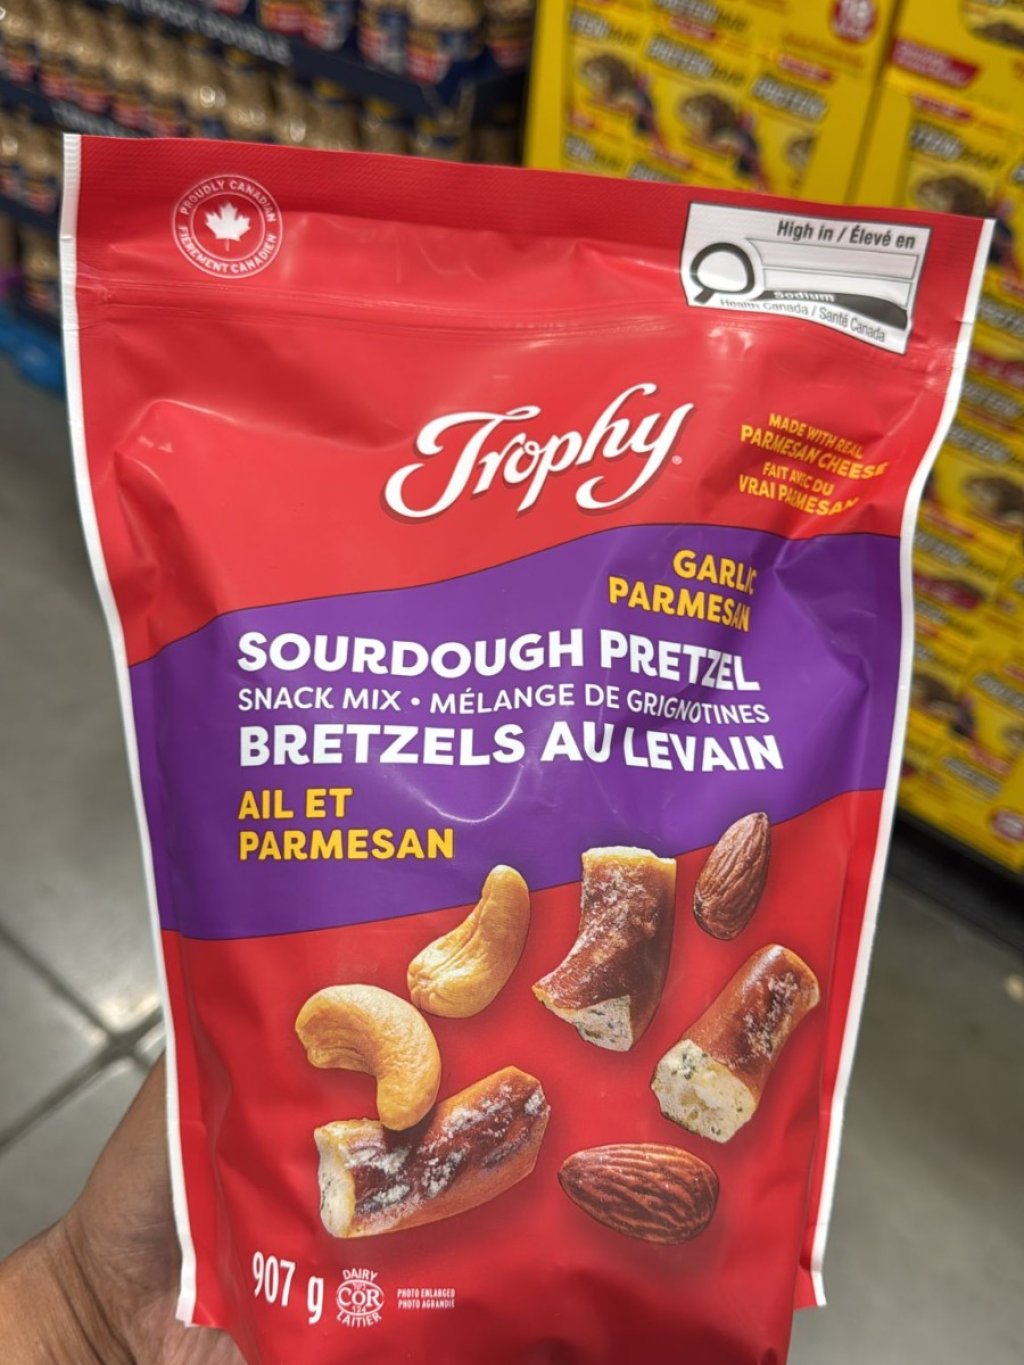 PROUDLY CANADIAN
FIÈREMENT CANADIEN
High in / Élevé en
Sodium
Health Canada / Santé Canada
Trophy
MADE WITH REAL
PARMESAN CHEESE
FAIT AVEC DU
VRAI PARMESAN
GARLIC
PARMESAN
SOURDOUGH PRETZEL
SNACK MIX • MÉLANGE DE GRIGNOTINES
BRETZELS AU LEVAIN
AIL ET
PARMESAN
907 g
DAIRY
COR
124
LAITIER
PHOTO ENLARGED
PHOTO AGRANDIE